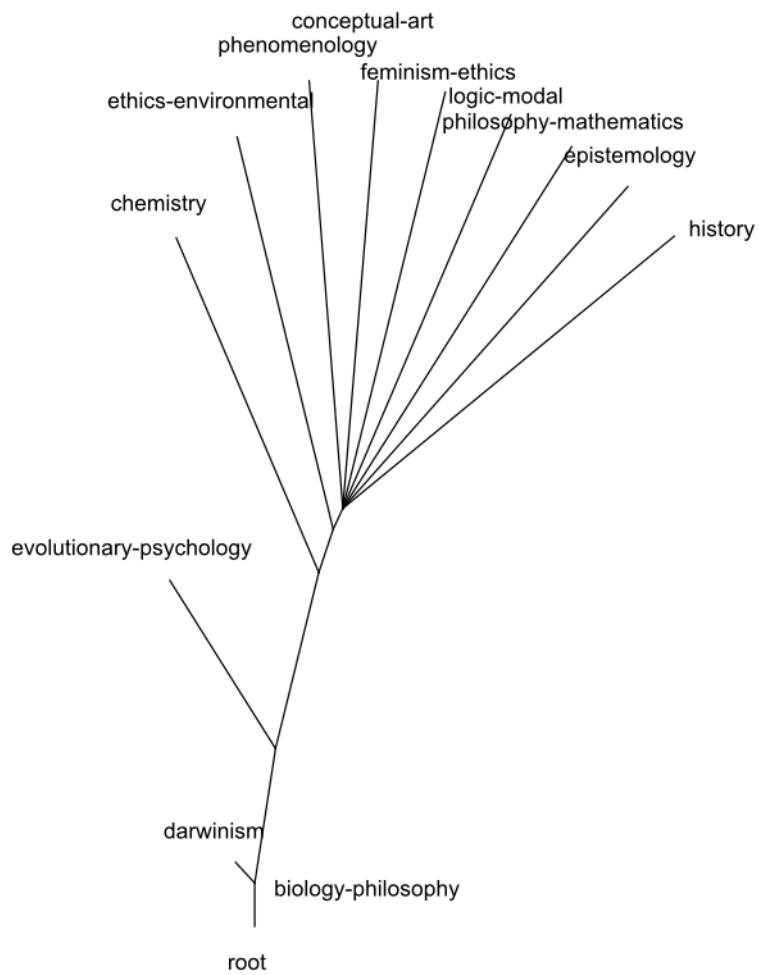 conceptual-art
phenomenology
feminism-ethics
ethics-environmental
logic-modal
philosophy-mathematics
epistemology
chemistry
history
evolutionary-psychology
darwinism
biology-philosophy
root